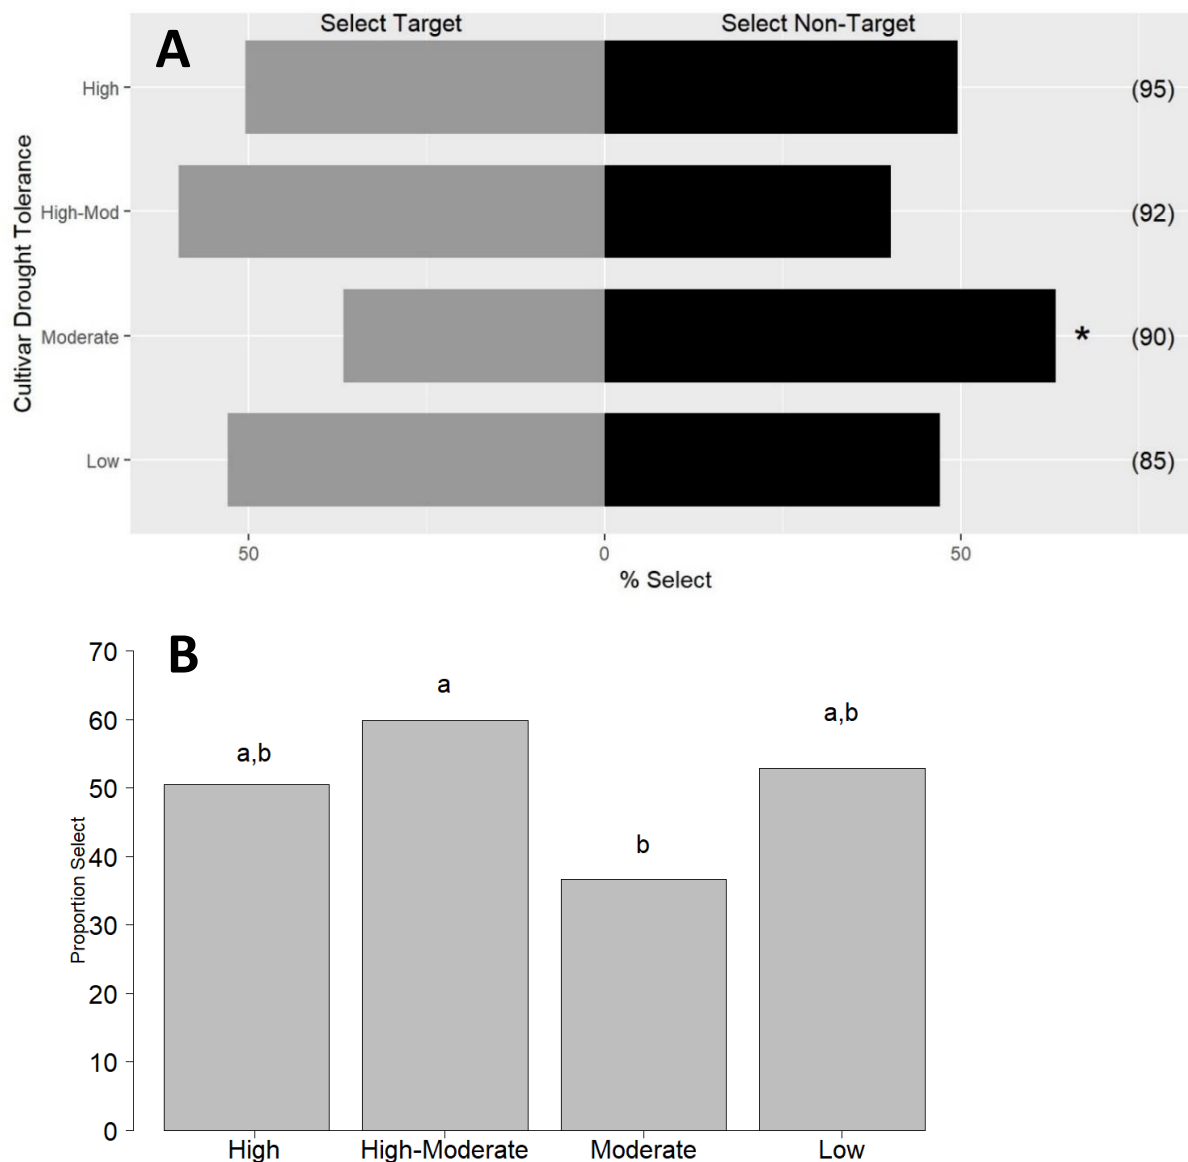 A
Select Target Select Non-Target
High (95)
High-Mod (92)
Moderate * (90)
Low (85)
Cultivar Drought Tolerance
50 0 50
% Select
B
70
60
50
40
30
20
10
0
Proportion Select
a,b a b a,b
High High-Moderate Moderate Low